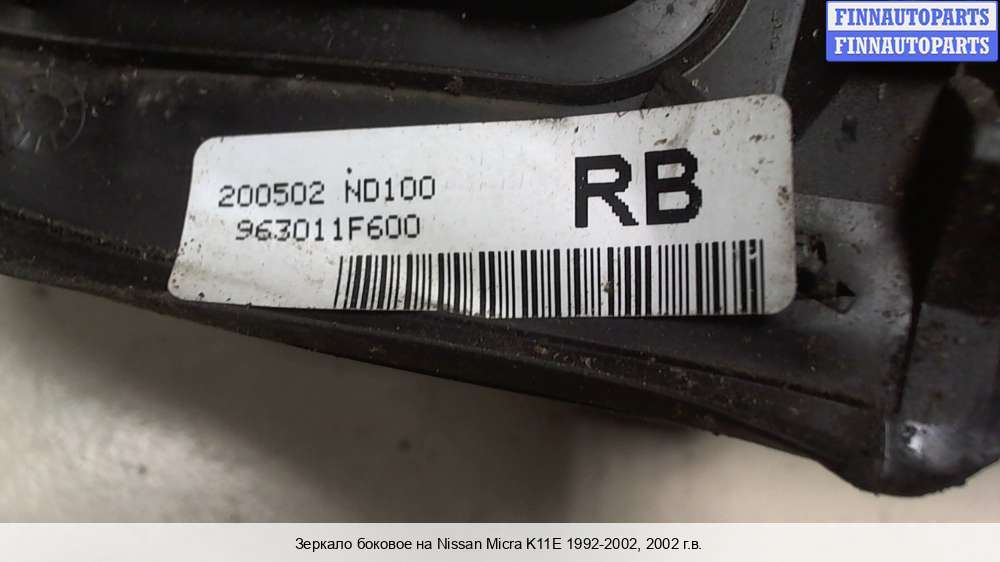 FINNAUTOPARTS
FINNAUTOPARTS
200502 ND100
963011F600
RB
Зеркало боковое на Nissan Micra K11E 1992-2002, 2002 г.в.